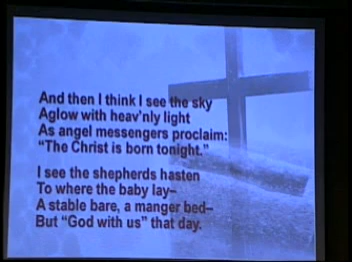 And then I think I see the sky
Aglow with heav'nly light
As angel messengers proclaim:
"The Christ is born tonight."
I see the shepherds hasten
To where the baby lay–
A stable bare, a manger bed–
But "God with us" that day.